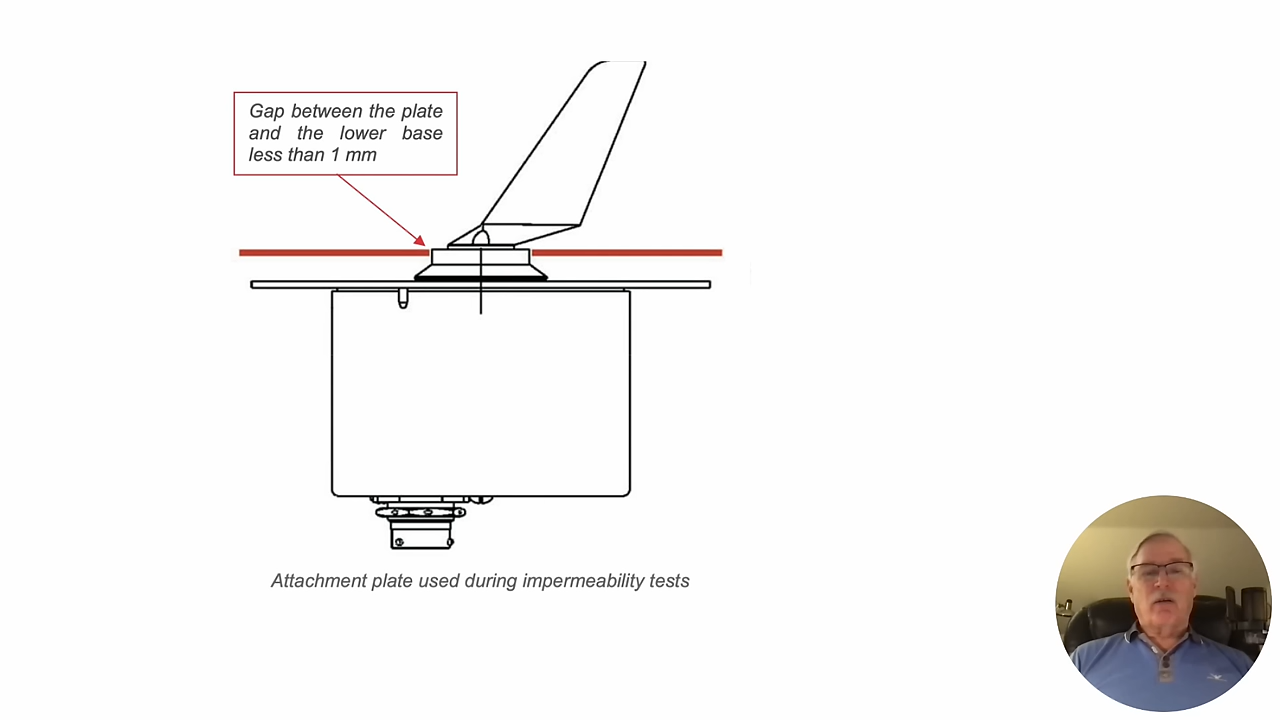 Gap between the plate
and the lower base
less than 1 mm
Attachment plate used during impermeability tests